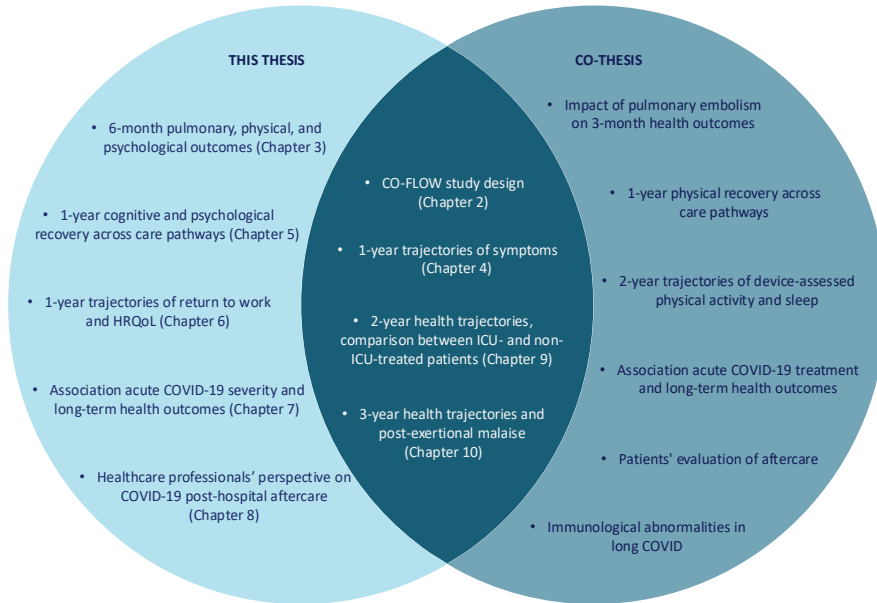 THIS THESIS
• 6-month pulmonary, physical, and
psychological outcomes (Chapter 3)
• 1-year cognitive and psychological
recovery across care pathways (Chapter 5)
• 1-year trajectories of return to work
and HRQoL (Chapter 6)
• Association acute COVID-19 severity and
long-term health outcomes (Chapter 7)
• Healthcare professionals’ perspective on
COVID-19 post-hospital aftercare
(Chapter 8)
• CO-FLOW study design
(Chapter 2)
• 1-year trajectories of symptoms
(Chapter 4)
• 2-year health trajectories,
comparison between ICU- and non-
ICU-treated patients (Chapter 9)
• 3-year health trajectories and
post-exertional malaise
(Chapter 10)
CO-THESIS
• Impact of pulmonary embolism
on 3-month health outcomes
• 1-year physical recovery across
care pathways
• 2-year trajectories of device-assessed
physical activity and sleep
• Association acute COVID-19 treatment
and long-term health outcomes
• Patients' evaluation of aftercare
• Immunological abnormalities in
long COVID